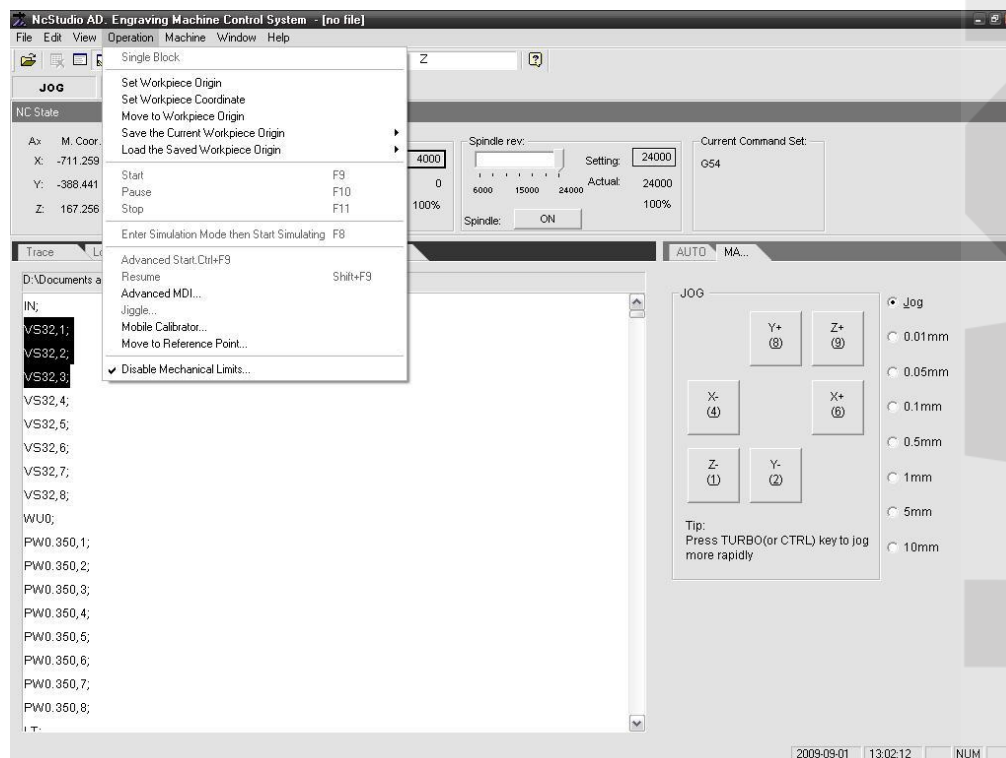 NcStudio AD. Engraving Machine Control System - [no file]
File Edit View Operation Machine Window Help
Z
JOG
NC State
Single Block
Set Workpiece Origin
Set Workpiece Coordinate
Move to Workpiece Origin
Save the Current Workpiece Origin
Load the Saved Workpiece Origin
Start F9
Pause F10
Stop F11
Enter Simulation Mode then Start Simulating F8
Advanced Start.Ctrl+F9
Resume Shift+F9
Advanced MDI...
Jiggle...
Mobile Calibrator...
Move to Reference Point...
✓ Disable Mechanical Limits...
Ax M. Coor.
X: -711.259
Y: -388.441
Z: 167.256
4000
0
100%
Spindle rev:
6000 15000 24000
Setting: 24000
Actual: 24000
100%
Spindle: ON
Current Command Set:
G54
Trace
AUTO MA...
D:\Documents a
IN;
VS32,1;
VS32,2;
VS32,3;
VS32,4;
VS32,5;
VS32,6;
VS32,7;
VS32,8;
WU0;
PW0.350,1;
PW0.350,2;
PW0.350,3;
PW0.350,4;
PW0.350,5;
PW0.350,6;
PW0.350,7;
PW0.350,8;
JOG
Y+
(8)
Z+
(9)
X-
(4)
X+
(6)
Z-
(1)
Y-
(2)
Tip:
Press TURBO(or CTRL) key to jog
more rapidly
Jog
0.01mm
0.05mm
0.1mm
0.5mm
1mm
5mm
10mm
2009-09-01 13:02:12 NUM